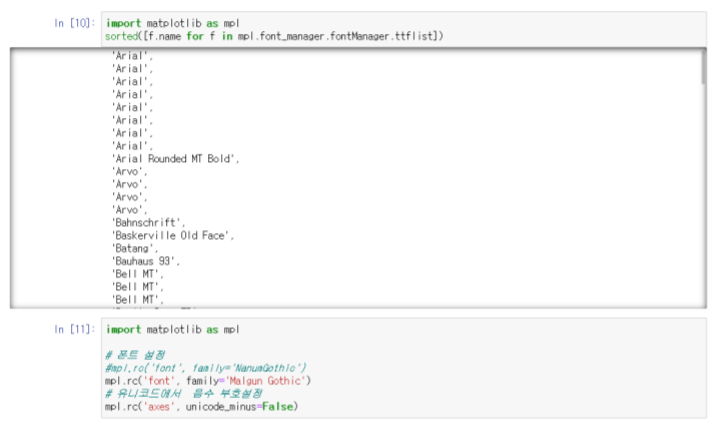 In [10]: import matplotlib as mpl
sorted([f.name for f in mpl.font_manager.fontManager.ttflist])
'Arial',
'Arial',
'Arial',
'Arial',
'Arial',
'Arial',
'Arial',
'Arial',
'Arial Rounded MT Bold',
'Arvo',
'Arvo',
'Arvo',
'Arvo',
'Bahnschrift',
'Baskerville Old Face',
'Batang',
'Bauhaus 93',
'Bell MT',
'Bell MT',
'Bell MT',
In [11]: import matplotlib as mpl
# 폰트 설정
#mpl.rc('font', family='NanumGothic')
mpl.rc('font', family='Malgun Gothic')
# 유니코드에서 음수 부호설정
mpl.rc('axes', unicode_minus=False)